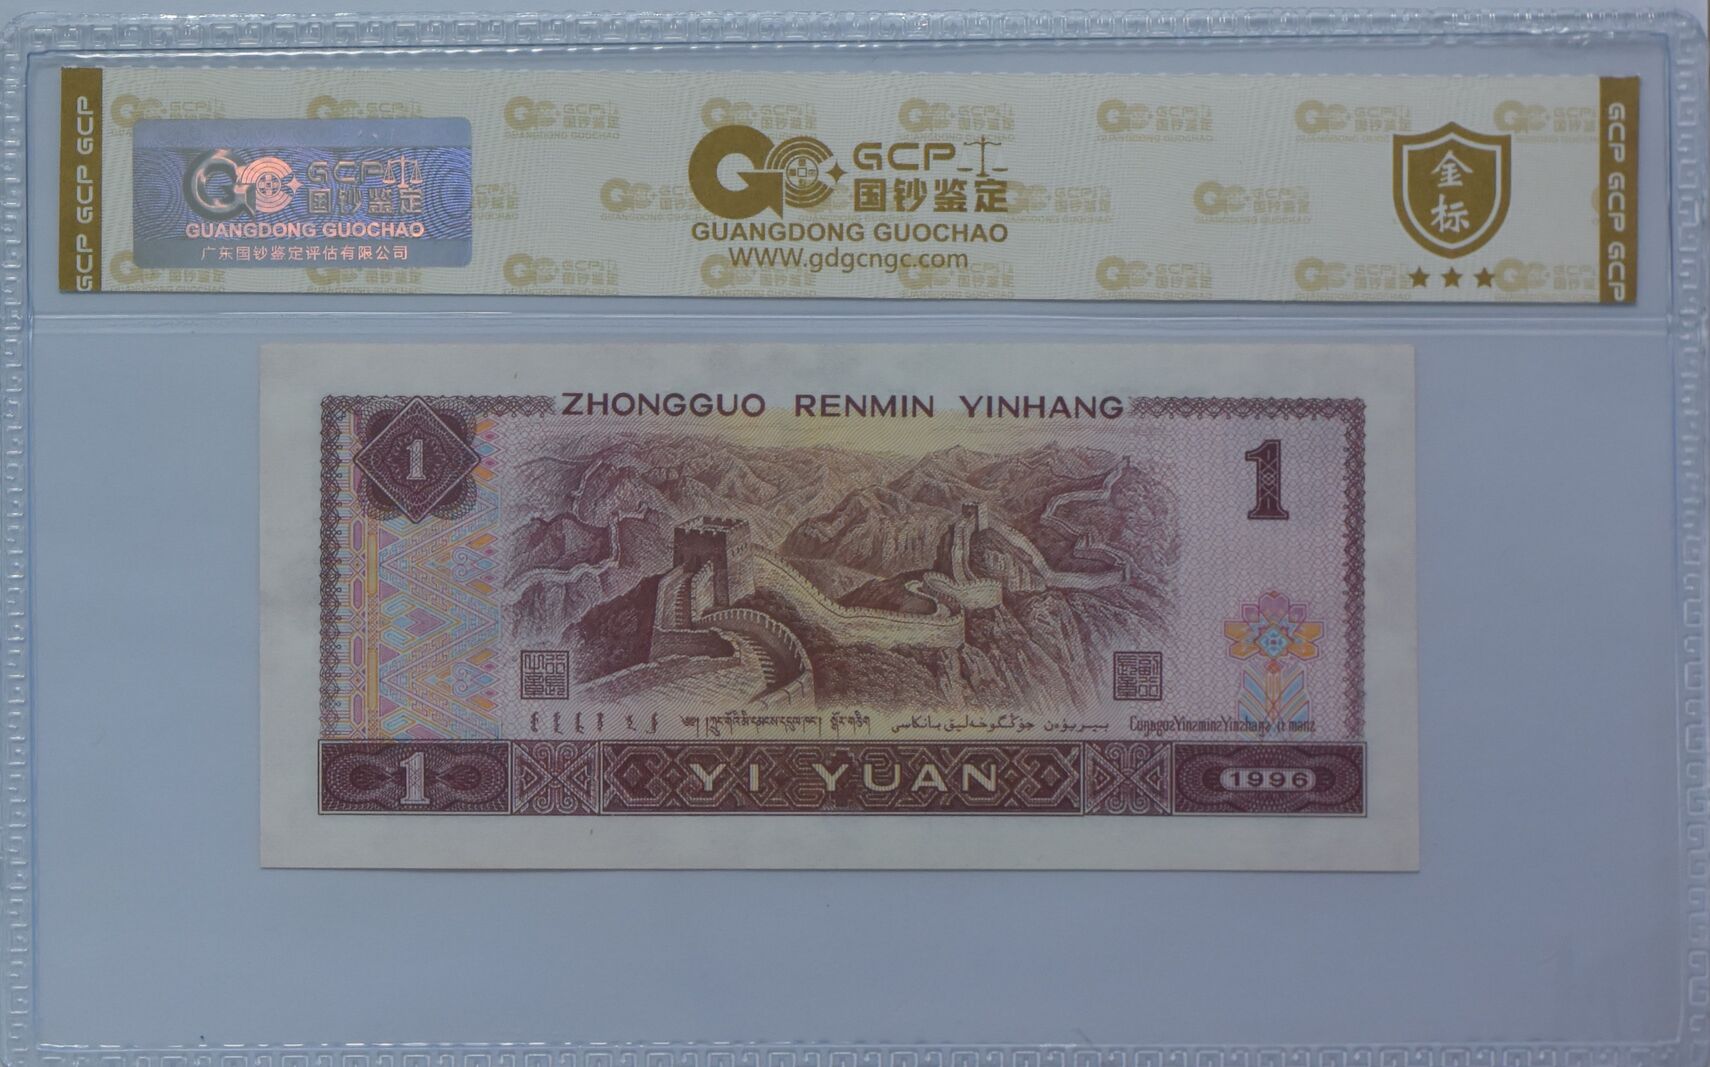 GCP GCP GCP
GCP
国钞鉴定
GUANGDONG GUOCHAO
广东国钞鉴定评估有限公司
GCP
国钞鉴定
GUANGDONG GUOCHAO
WWW.gdgcngc.com
金
标
GCP GCP GCP
ZHONGGUO RENMIN YINHANG
1
1
1
YI YUAN
1996